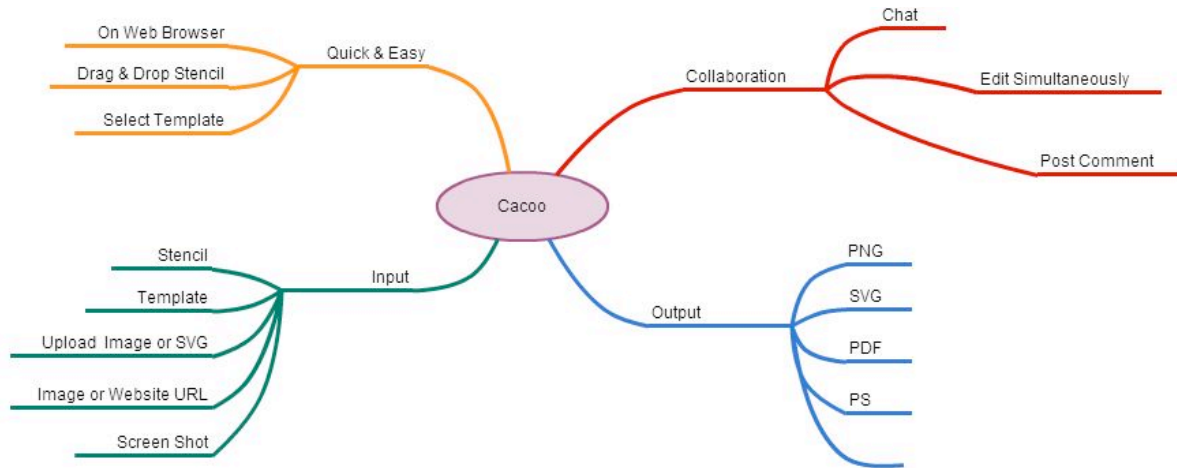 Quick & Easy
On Web Browser
Drag & Drop Stencil
Select Template
Collaboration
Chat
Edit Simultaneously
Post Comment
Cacoo
Input
Stencil
Template
Upload Image or SVG
Image or Website URL
Screen Shot
Output
PNG
SVG
PDF
PS